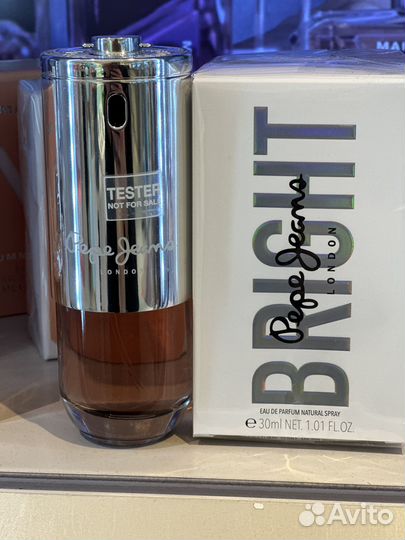 TESTER
NOT FOR SALE
Pepe Jeans
LONDON
BRIGHT
Pepe Jeans
LONDON
EAU DE PARFUM NATURAL SPRAY
e 30ml NET. 1.01 FL.OZ.
Avito